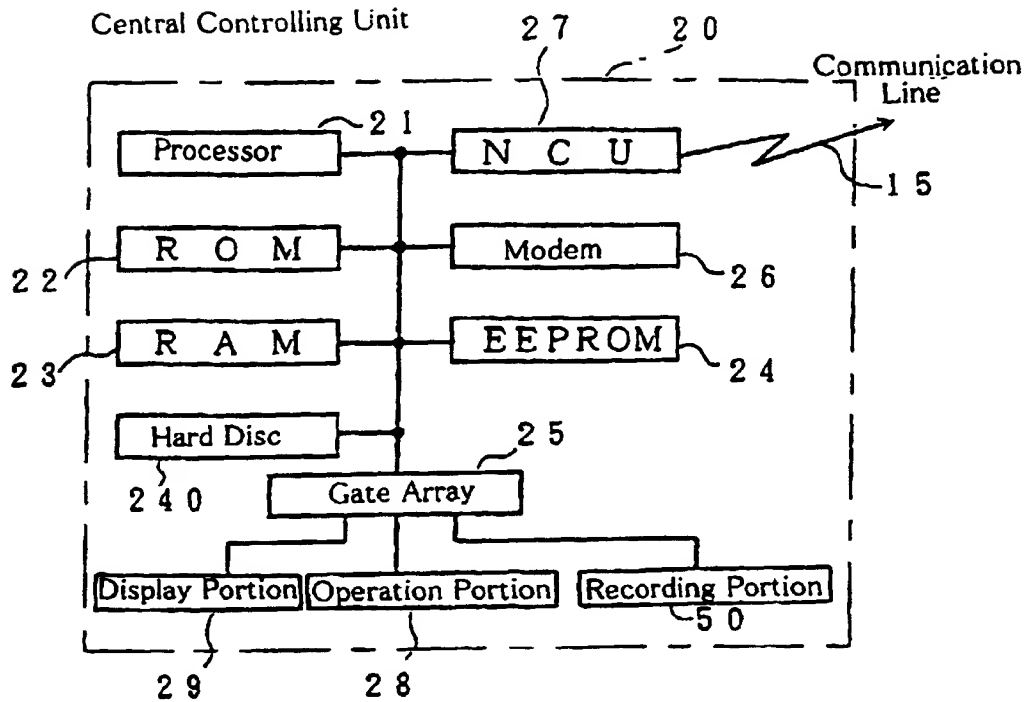 Central Controlling Unit
27
20
Communication
Line
21
Processor
N C U
15
R O M
Modem
22
26
R A M
EEPROM
23
24
Hard Disc
25
240
Gate Array
Display Portion
Operation Portion
Recording Portion
50
29
28